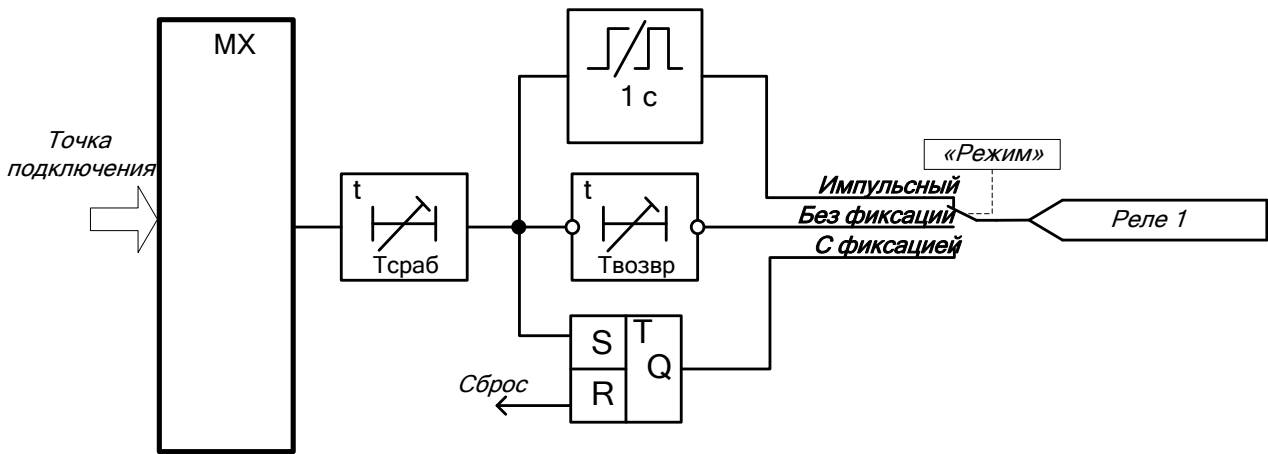 MX
1 с
Точка
подключения
«Режим»
t
Тсраб
t
Твозвр
Импульсный
Без фиксаций
С фиксацией
Реле 1
S
T
Q
R
Сброс